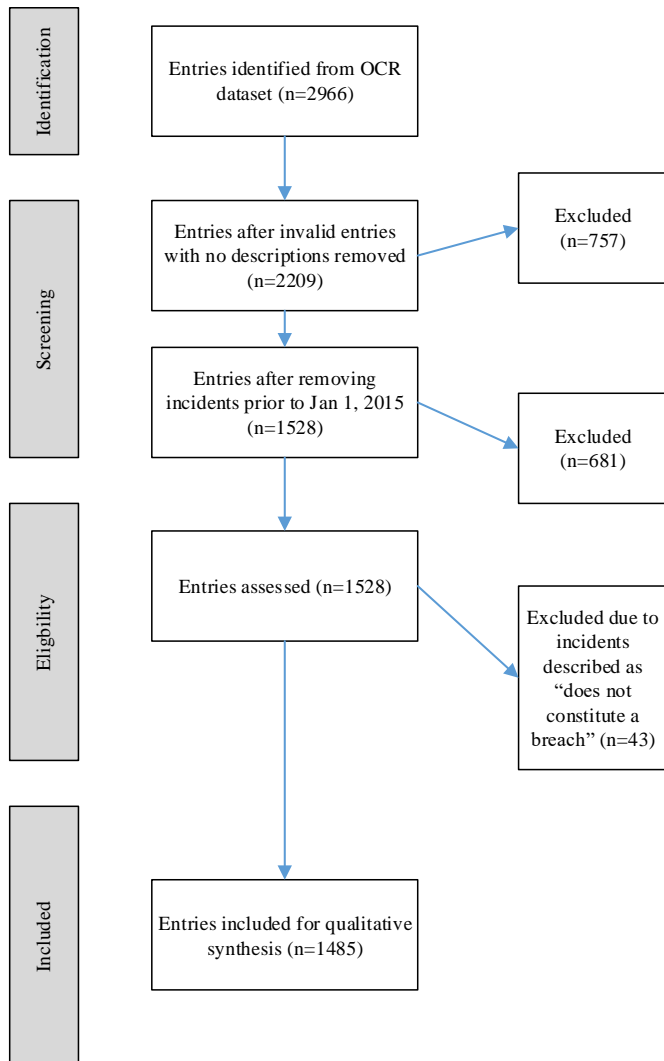 Identification
Entries identified from OCR
dataset (n=2966)
Screening
Entries after invalid entries
with no descriptions removed
(n=2209)
Excluded
(n=757)
Entries after removing
incidents prior to Jan 1, 2015
(n=1528)
Excluded
(n=681)
Eligbility
Entries assessed (n=1528)
Excluded due to
incidents
described as
“does not
constitute a
breach” (n=43)
Included
Entries included for qualitative
synthesis (n=1485)